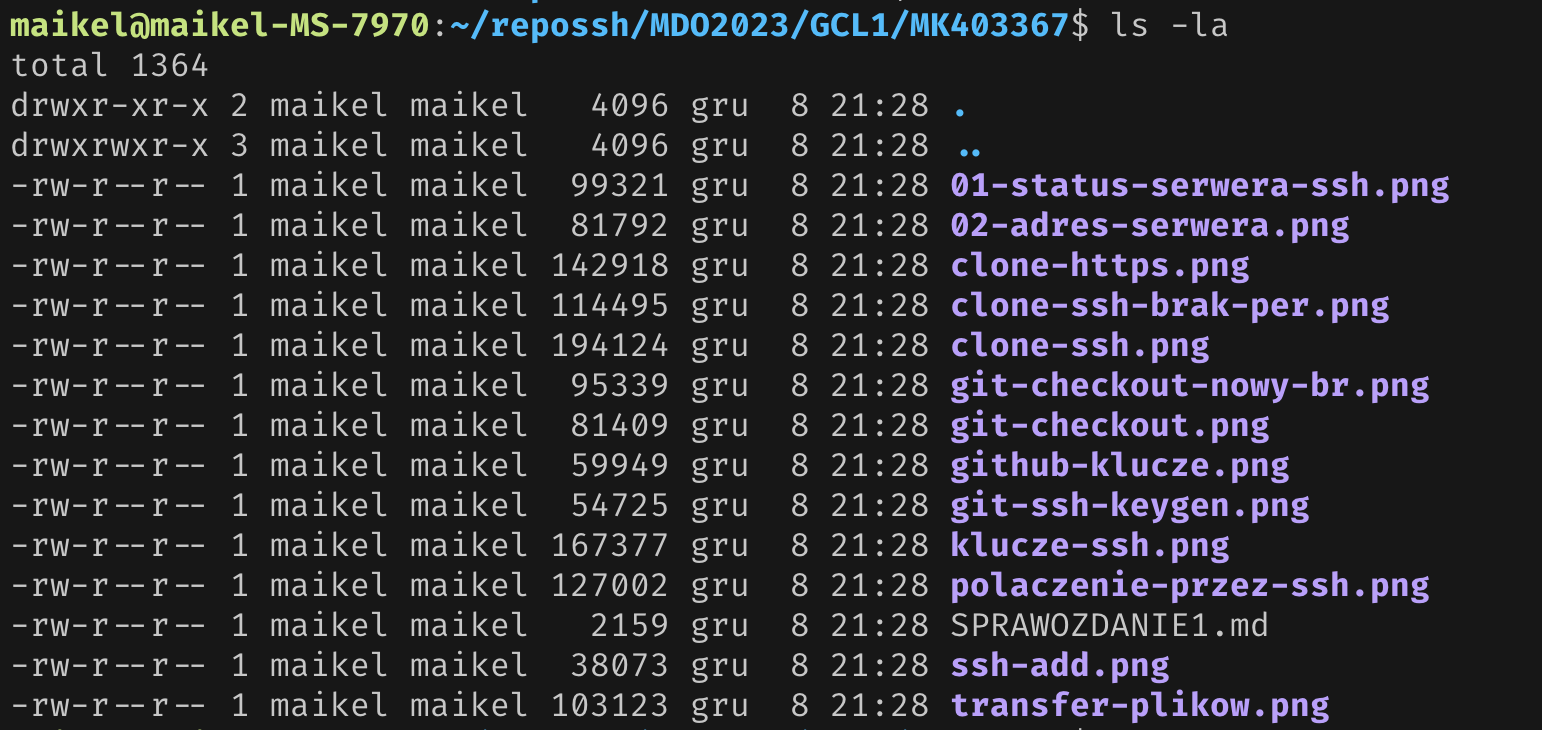 maikel@maikel-MS-7970:~/repossh/MDO2023/GCL1/MK403367$ ls -la
total 1364
drwxr-xr-x 2 maikel maikel   4096 gru  8 21:28 .
drwxrwxr-x 3 maikel maikel   4096 gru  8 21:28 ..
-rw-r--r-- 1 maikel maikel  99321 gru  8 21:28 01-status-serwera-ssh.png
-rw-r--r-- 1 maikel maikel  81792 gru  8 21:28 02-adres-serwera.png
-rw-r--r-- 1 maikel maikel 142918 gru  8 21:28 clone-https.png
-rw-r--r-- 1 maikel maikel 114495 gru  8 21:28 clone-ssh-brak-per.png
-rw-r--r-- 1 maikel maikel 194124 gru  8 21:28 clone-ssh.png
-rw-r--r-- 1 maikel maikel  95339 gru  8 21:28 git-checkout-nowy-br.png
-rw-r--r-- 1 maikel maikel  81409 gru  8 21:28 git-checkout.png
-rw-r--r-- 1 maikel maikel  59949 gru  8 21:28 github-klucze.png
-rw-r--r-- 1 maikel maikel  54725 gru  8 21:28 git-ssh-keygen.png
-rw-r--r-- 1 maikel maikel 167377 gru  8 21:28 klucze-ssh.png
-rw-r--r-- 1 maikel maikel 127002 gru  8 21:28 polaczenie-przez-ssh.png
-rw-r--r-- 1 maikel maikel   2159 gru  8 21:28 SPRAWOZDANIE1.md
-rw-r--r-- 1 maikel maikel  38073 gru  8 21:28 ssh-add.png
-rw-r--r-- 1 maikel maikel 103123 gru  8 21:28 transfer-plikow.png